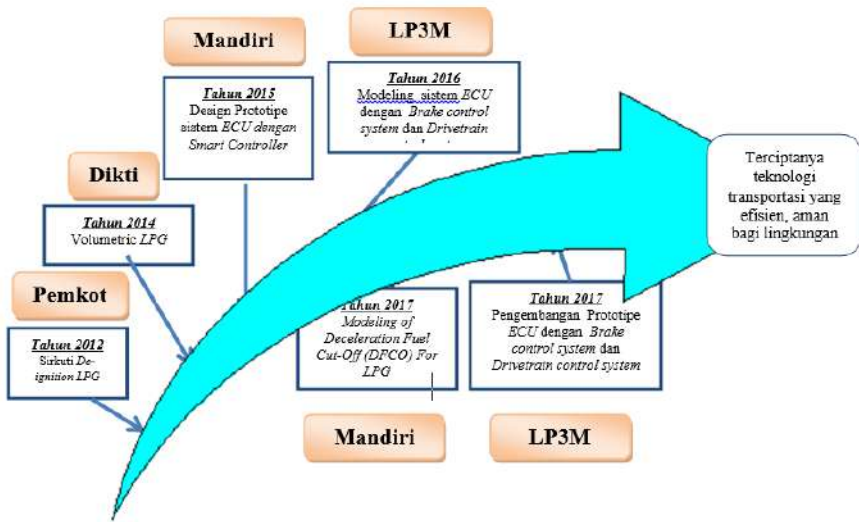 Mandiri
LP3M
Tahun 2015
Design Prototipe
sistem ECU dengan
Smart Controller
Tahun 2016
Modeling sistem ECU
dengan Brake control
system dan Drivetrain
Dikti
Tahun 2014
Volumetric LPG
Terciptanya
teknologi
transportasi yang
efisien, aman
bagi lingkungan
Pemkot
Tahun 2012
Sirkuti De-
ignition LPG
Tahun 2017
Modeling of
Deceleration Fuel
Cut-Off (DFCO) For
LPG
Tahun 2017
Pengembangan Prototipe
ECU dengan Brake
control system dan
Drivetrain control system
Mandiri
LP3M